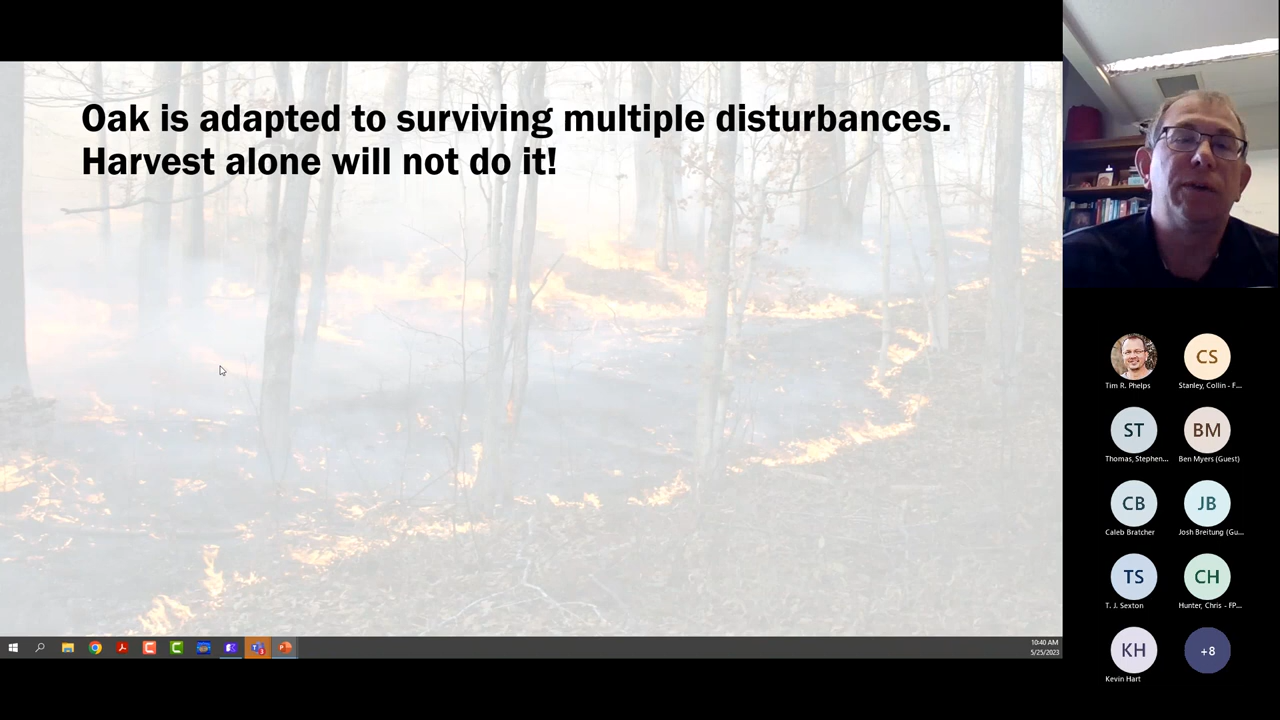 Oak is adapted to surviving multiple disturbances.
Harvest alone will not do it!
Tim R. Phelps
CS
Stanley, Collin - F...
ST
Thomas, Stephen...
BM
Ben Myers (Guest)
CB
Caleb Bratcher
JB
Josh Breitung (Gu...
TS
T. J. Sexton
CH
Hunter, Chris - FP...
KH
Kevin Hart
+8
10:40 AM
5/25/2023